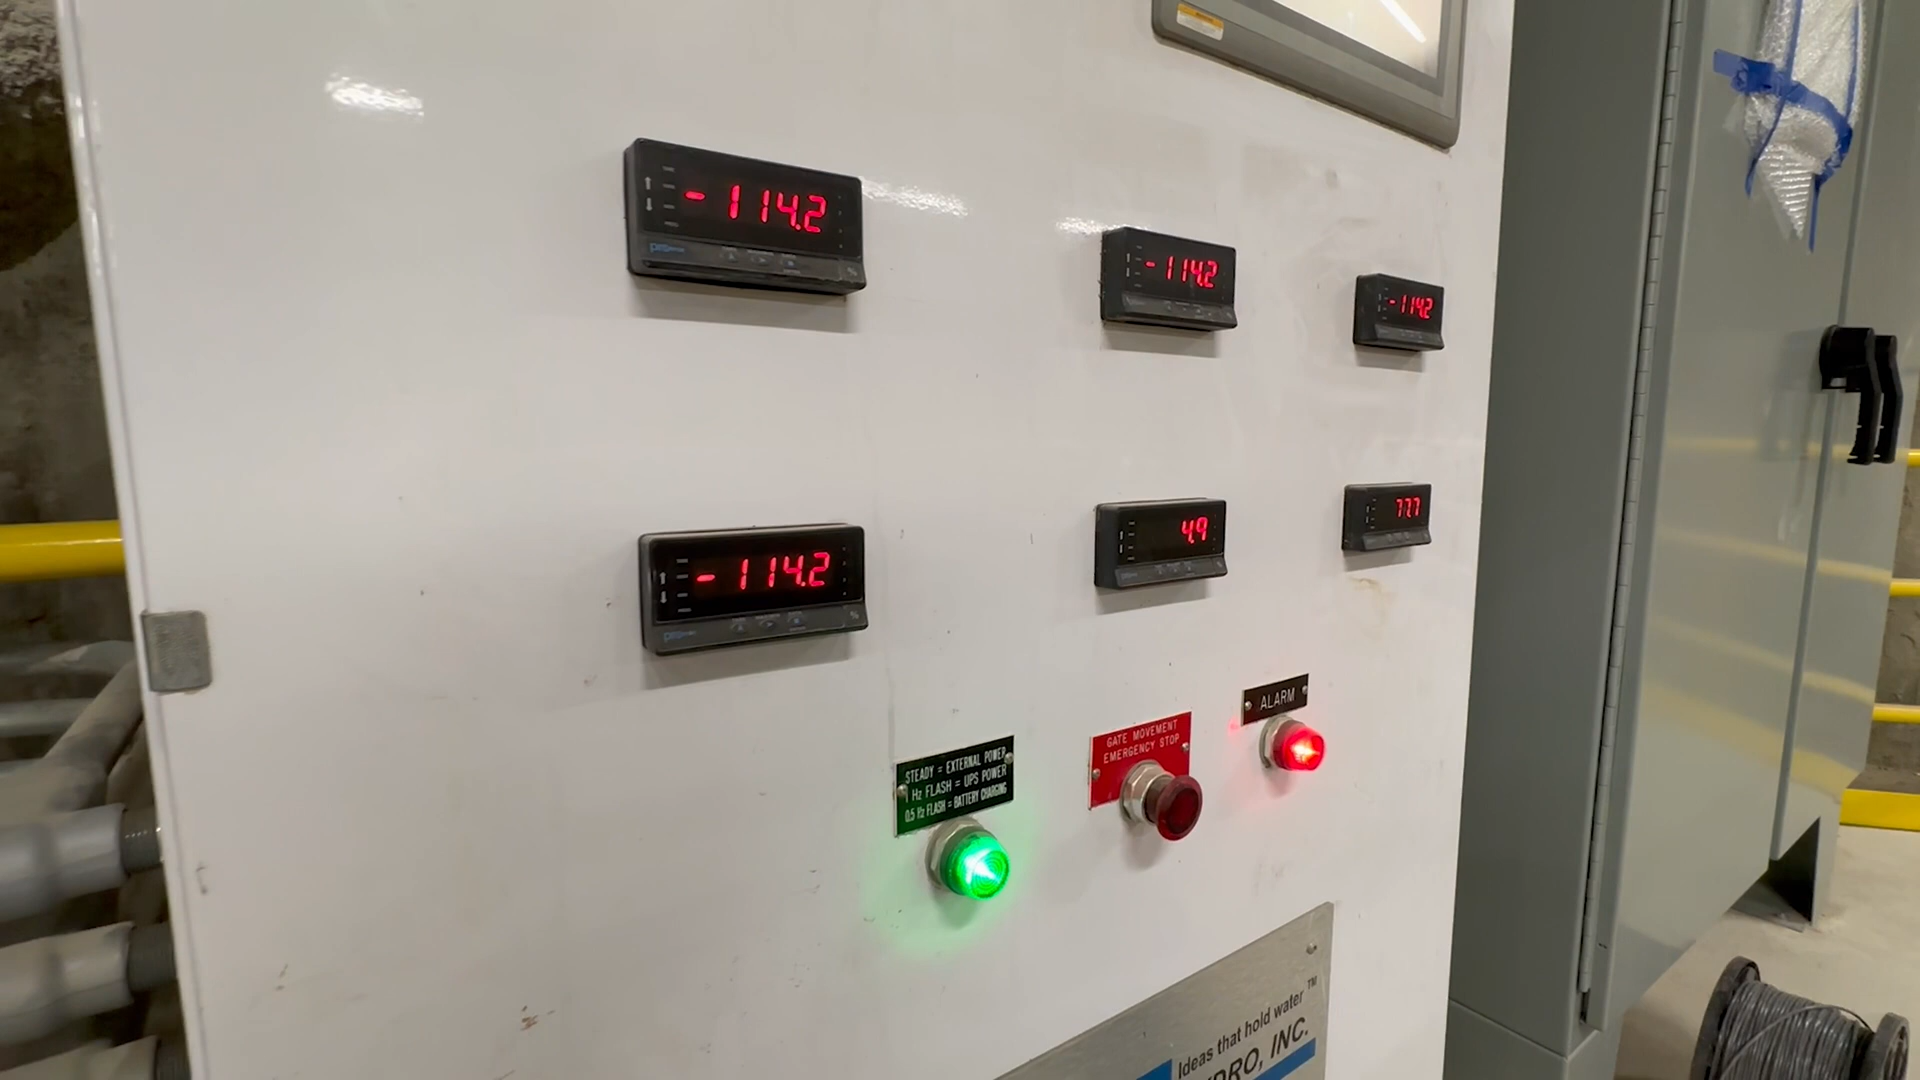 -114.2
-114.2
-114.2
-114.2
4.9
77.7
ALARM
GATE MOVEMENT
EMERGENCY STOP
STEADY = EXTERNAL POWER
1 Hz FLASH = UPS POWER
0.5 Hz FLASH = BATTERY CHARGING
Ideas that hold water™
INC.